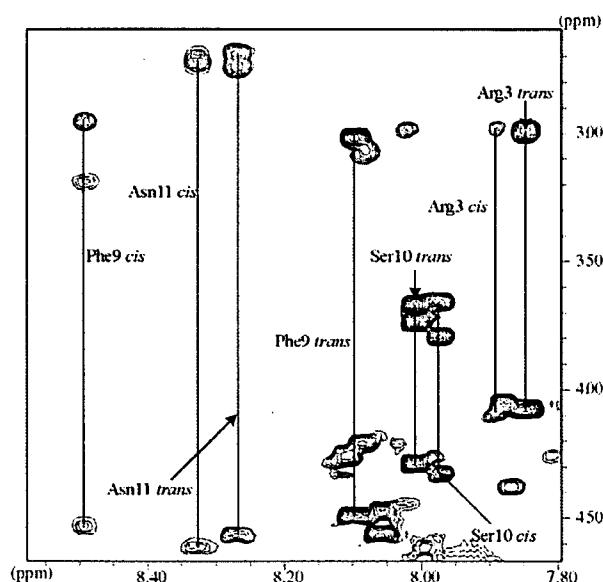 (ppm) (ppm)
Arg3 trans
300
Asn11 cis
Arg3 cis
Phe9 cis
Ser10 trans
350
Phe9 trans
400
Asn11 trans
Ser10 cis
450
8.40 8.20 8.00 7.80